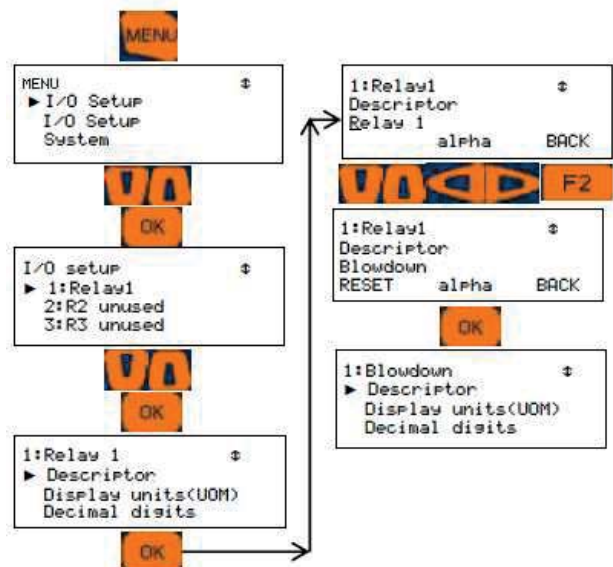 MENU
MENU
I/O Setup
I/O Setup
System
OK
I/O setup
1:Relay1
2:R2 unused
3:R3 unused
OK
1:Relay 1
Descriptor
Display units(UOM)
Decimal digits
OK
1:Relay1
Descriptor
Relay 1
alpha BACK
F2
1:Relay1
Descriptor
Blowdown
RESET alpha BACK
OK
1:Blowdown
Descriptor
Display units(UOM)
Decimal digits